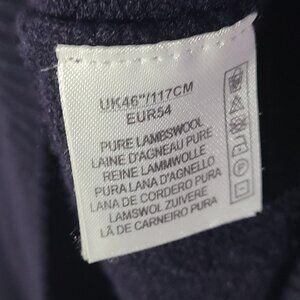 UK46"/117CM
EUR54
PURE LAMBSWOOL
LAINE D'AGNEAU PURE
REINE LAMMWOLLE
PURA LANA D'AGNELLO
LANA DE CORDERO PURA
LAMSWOL ZUIVERE
LÃ DE CARNEIRO PURA